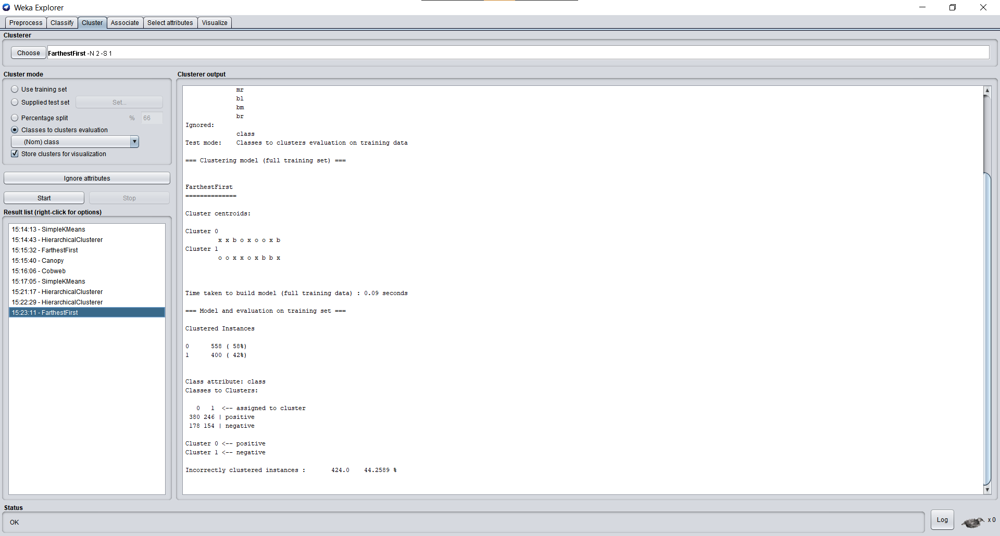 Weka Explorer
Preprocess Classify Cluster Associate Select attributes Visualize
Clusterer
Choose FarthestFirst -N 2 -S 1
Cluster mode
Use training set
Supplied test set Set...
Percentage split % 66
Classes to clusters evaluation
(Nom) class
Store clusters for visualization
Ignore attributes
Start Stop
Result list (right-click for options)
15:14:13 - SimpleKMeans
15:14:43 - HierarchicalClusterer
15:15:32 - FarthestFirst
15:15:40 - Canopy
15:16:06 - Cobweb
15:17:05 - SimpleKMeans
15:21:17 - HierarchicalClusterer
15:22:29 - HierarchicalClusterer
15:23:11 - FarthestFirst
Clusterer output
mr
bl
bm
br
Ignored:
class
Test mode: Classes to clusters evaluation on training data
=== Clustering model (full training set) ===
FarthestFirst
==============
Cluster centroids:
Cluster 0
x x b o x o o x b
Cluster 1
o o x x o x b b x
Time taken to build model (full training data) : 0.09 seconds
=== Model and evaluation on training set ===
Clustered Instances
0 558 ( 58%)
1 400 ( 42%)
Class attribute: class
Classes to Clusters:
0 1 <-- assigned to cluster
380 246 | positive
178 154 | negative
Cluster 0 <-- positive
Cluster 1 <-- negative
Incorrectly clustered instances : 424.0 44.2589 %
Status
OK
Log x 0